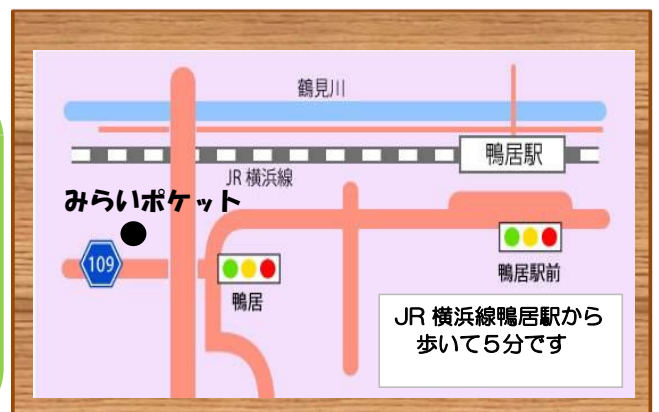 鶴見川
鴨居駅
JR 横浜線
みらいポケット
109
鴨居
鴨居駅前
JR 横浜線鴨居駅から
歩いて5分です